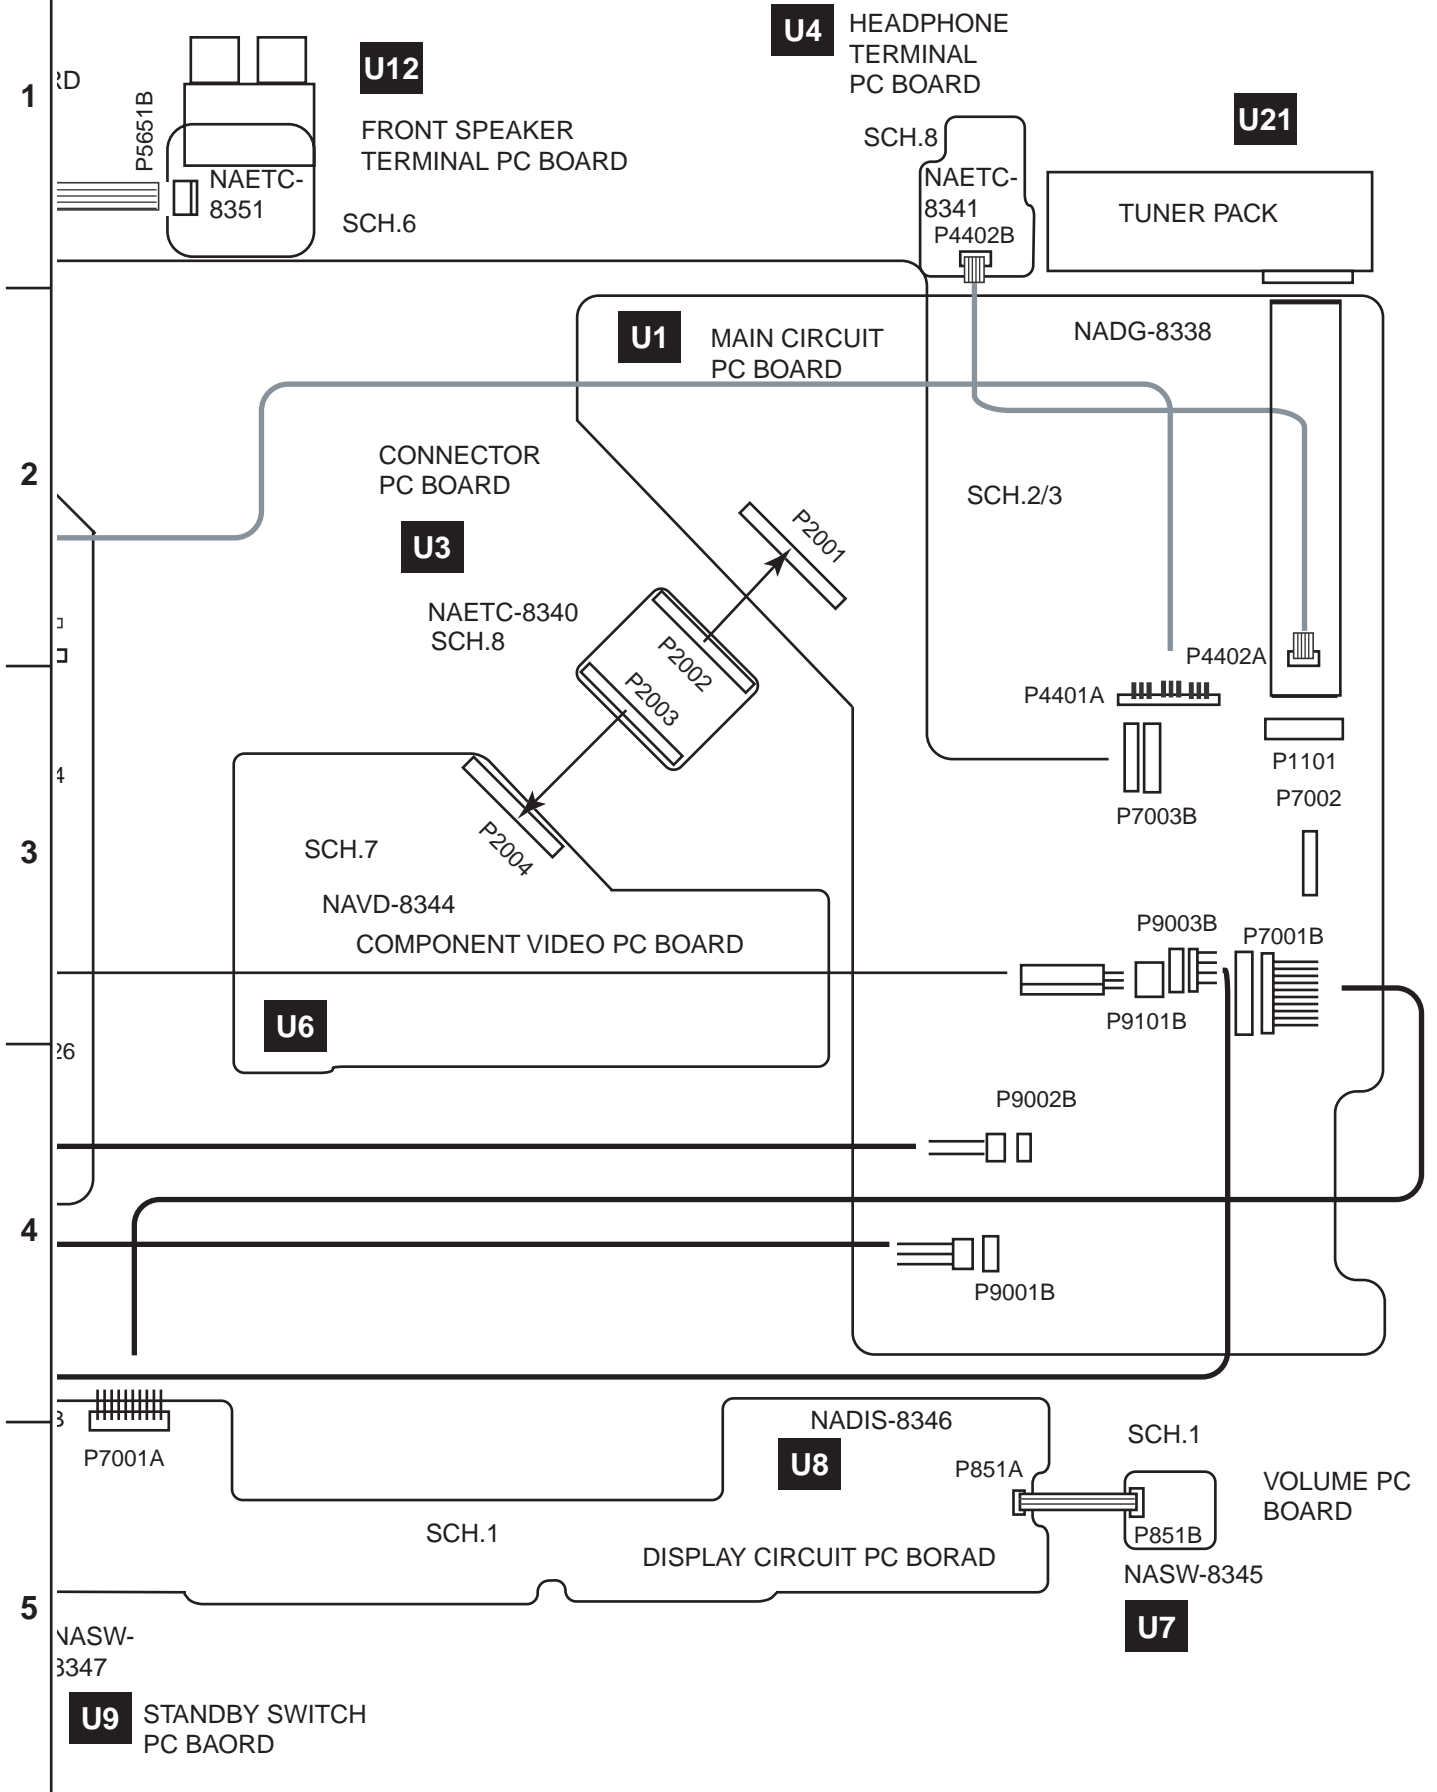 U4
HEADPHONE
TERMINAL
PC BOARD
1
RD
P5651B
U12
FRONT SPEAKER
TERMINAL PC BOARD
NAETC-
8351
SCH.6
SCH.8
NAETC-
8341
P4402B
U21
TUNER PACK
U1
MAIN CIRCUIT
PC BOARD
NADG-8338
2
CONNECTOR
PC BOARD
U3
NAETC-8340
SCH.8
P2001
P2002
P2003
P2004
SCH.2/3
P4402A
P4401A
P1101
P7002
P7003B
3
4
SCH.7
NAVD-8344
COMPONENT VIDEO PC BOARD
U6
P9003B
P7001B
P9101B
26
P9002B
4
P9001B
P7001A
NADIS-8346
U8
P851A
SCH.1
VOLUME PC
BOARD
P851B
NASW-8345
U7
SCH.1
DISPLAY CIRCUIT PC BORAD
5
NASW-
8347
U9
STANDBY SWITCH
PC BAORD